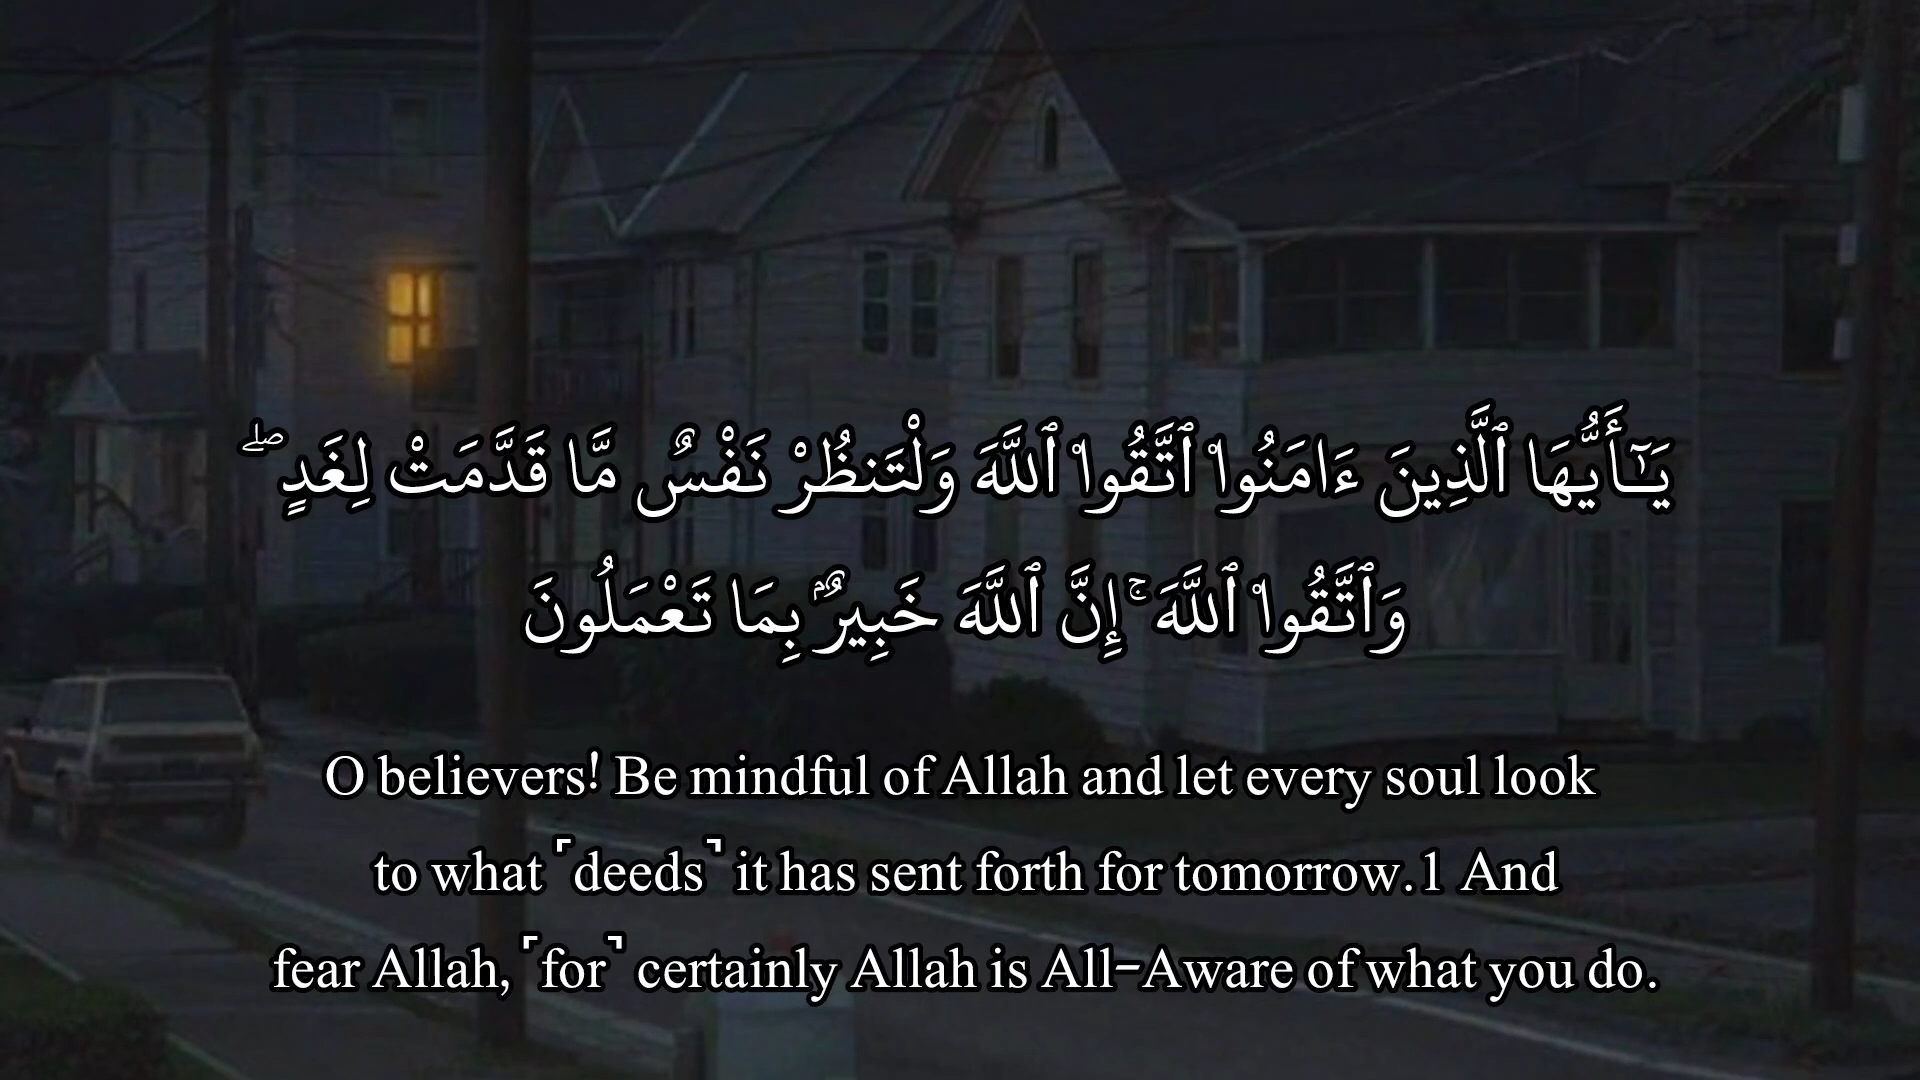 يَـٰٓأَيُّهَا ٱلَّذِينَ ءَامَنُوا۟ ٱتَّقُوا۟ ٱللَّهَ وَلْتَنظُرْ نَفْسٌ مَّا قَدَّمَتْ لِغَدٍ ۖ
وَٱتَّقُوا۟ ٱللَّهَ ۚ إِنَّ ٱللَّهَ خَبِيرٌۢ بِمَا تَعْمَلُونَ
O believers! Be mindful of Allah and let every soul look
to what ˹deeds˺ it has sent forth for tomorrow.1 And
fear Allah, ˹for˺ certainly Allah is All-Aware of what you do.